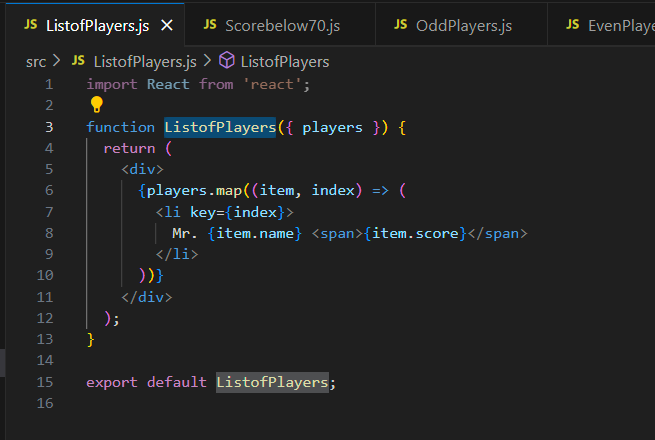 JS ListofPlayers.js × JS Scorebelow70.js JS OddPlayers.js JS EvenPlaye
src > JS ListofPlayers.js > ListofPlayers
1 import React from 'react';
2
3 function ListofPlayers({ players }) {
4 return (
5 <div>
6 {players.map((item, index) => (
7 <li key={index}>
8 Mr. {item.name} <span>{item.score}</span>
9 </li>
10 ))}
11 </div>
12 );
13 }
14
15 export default ListofPlayers;
16